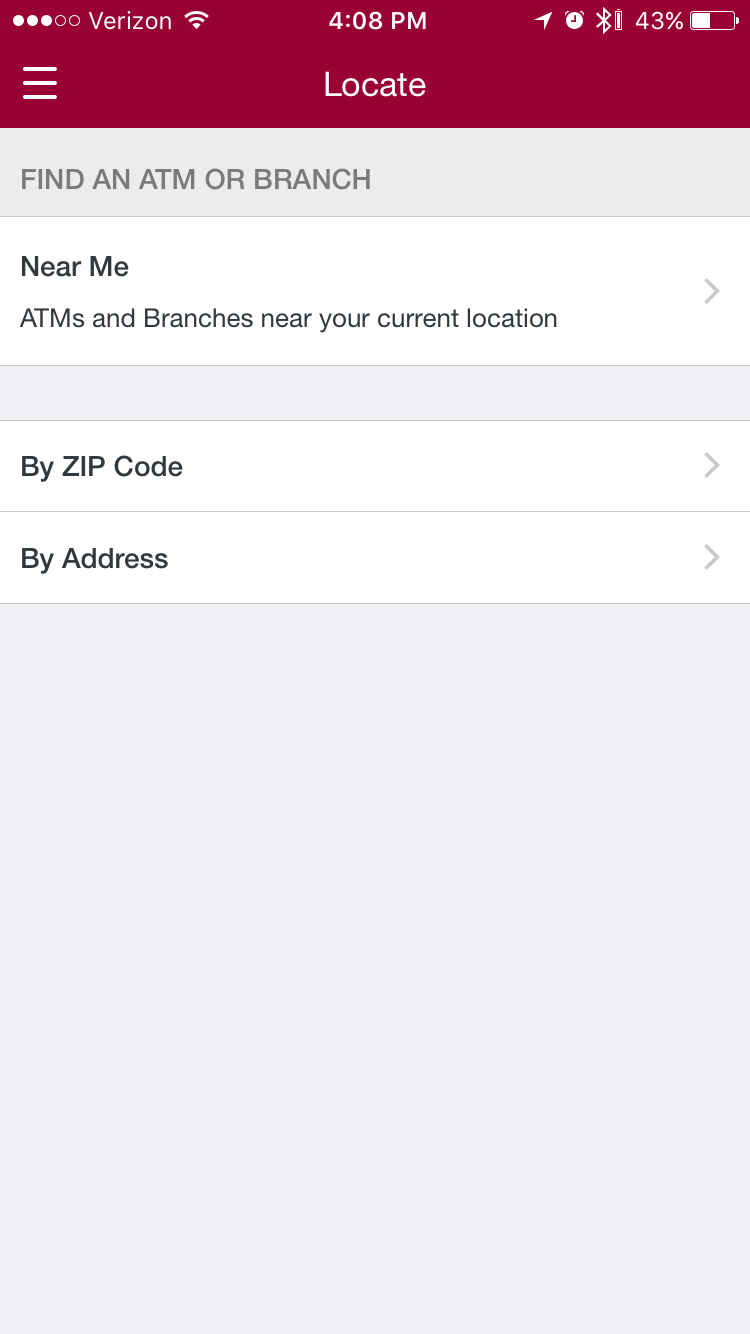 Verizon 4:08 PM 43%
Locate
FIND AN ATM OR BRANCH
Near Me
ATMs and Branches near your current location
By ZIP Code
By Address